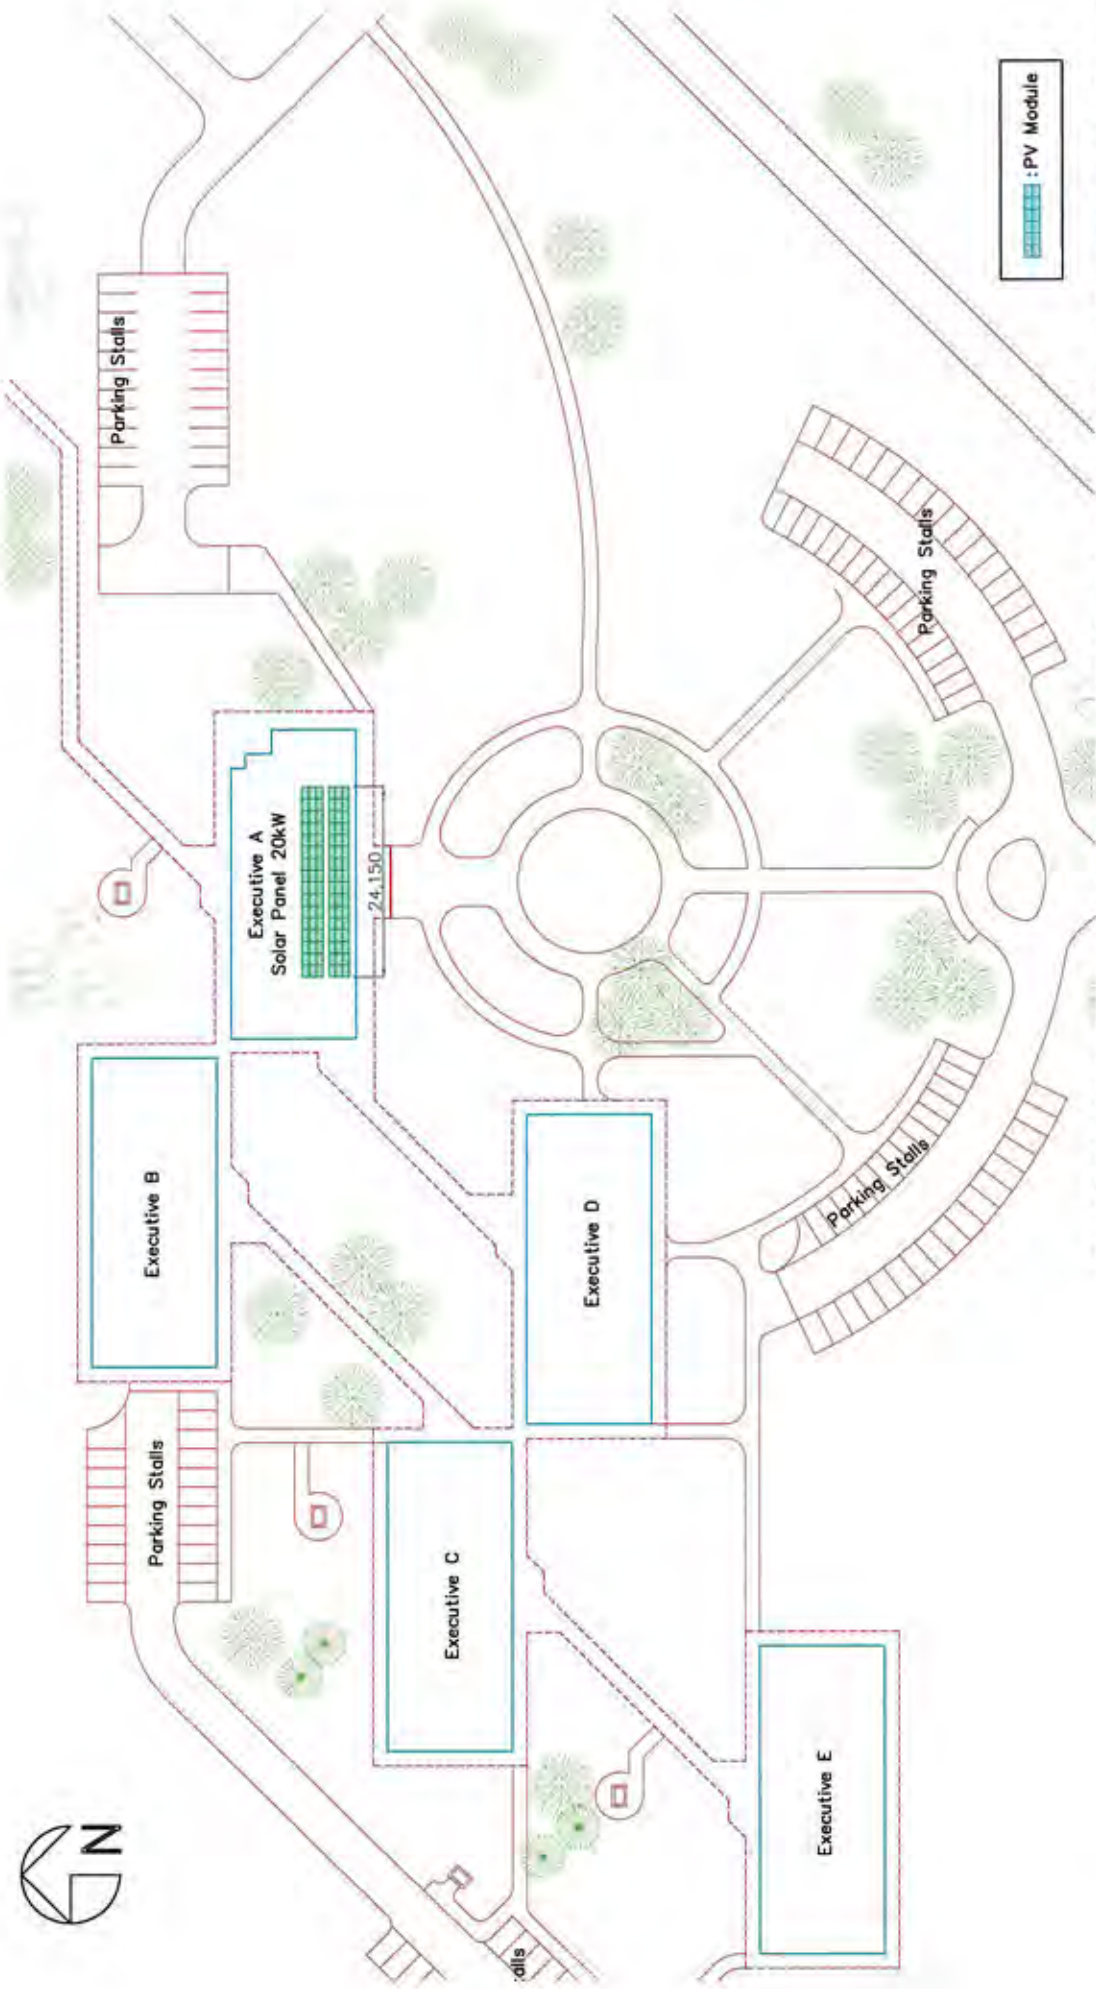 :PV Module
Parking Stalls
Parking Stalls
Executive A
Solar Panel 20kW
24,150
Executive B
Executive D
Parking Stalls
Parking Stalls
Executive C
Executive E
N
alls